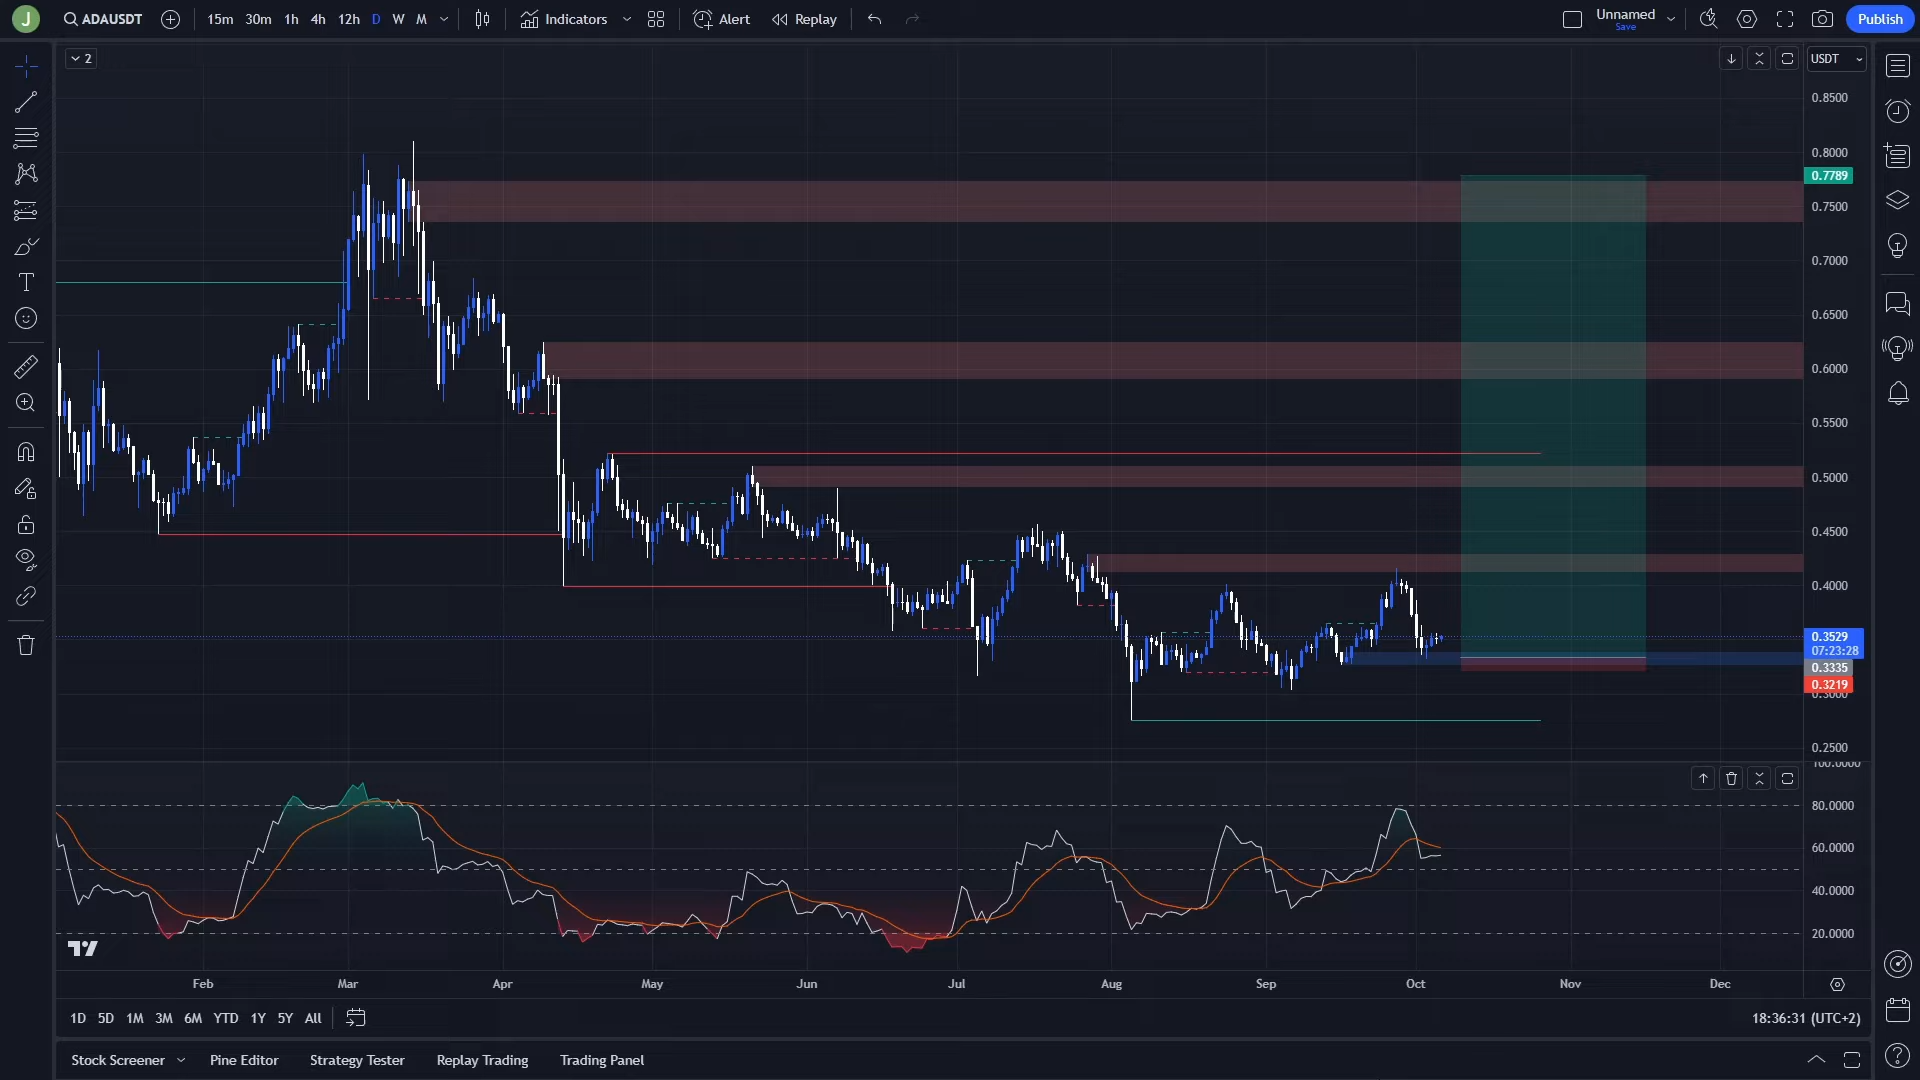 J
ADAUSDT
15m 30m 1h 4h 12h D W M
Indicators
Alert
Replay
Unnamed
Save
Publish
2
USDT
0.8500
0.8000
0.7789
0.7500
0.7000
0.6500
0.6000
0.5500
0.5000
0.4500
0.4000
0.3529
07:23:28
0.3335
0.3219
0.3000
0.2500
100.0000
80.0000
60.0000
40.0000
20.0000
Feb Mar Apr May Jun Jul Aug Sep Oct Nov Dec
1D 5D 1M 3M 6M YTD 1Y 5Y All
18:36:31 (UTC+2)
Stock Screener Pine Editor Strategy Tester Replay Trading Trading Panel